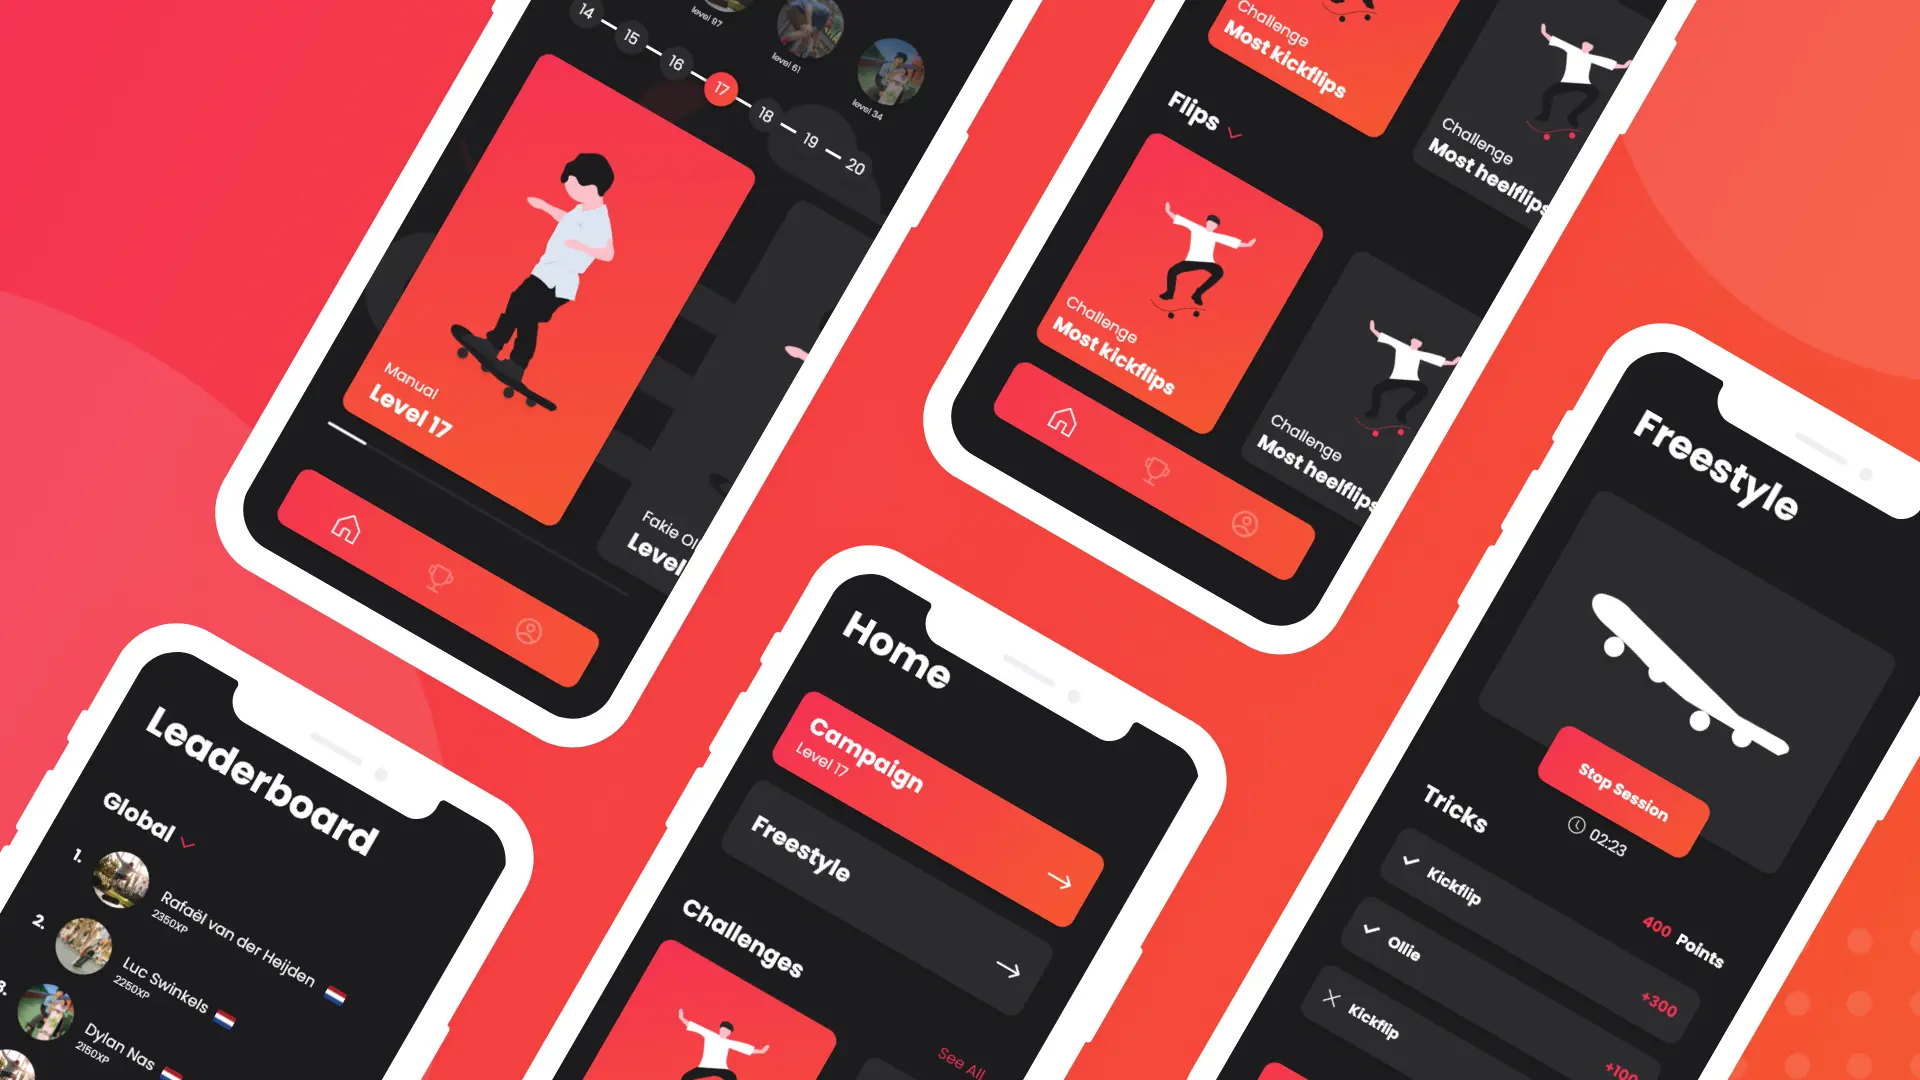 level 97
level 61
level 34
14
15
16
17
18
19
20
Manual
Level 17
Fakie Ol
Level
Challenge
Most kickflips
Challenge
Most heelflips
Flips
Challenge
Most kickflips
Challenge
Most heelflips
Leaderboard
Global
1.
Rafaël van der Heijden
2350XP
2.
Luc Swinkels
2250XP
3.
Dylan Nas
2150XP
Home
Campaign
Level 17
Freestyle
Challenges
See All
Freestyle
Stop Session
02:23
Tricks
400 Points
Kickflip
+300
Ollie
+100
Kickflip